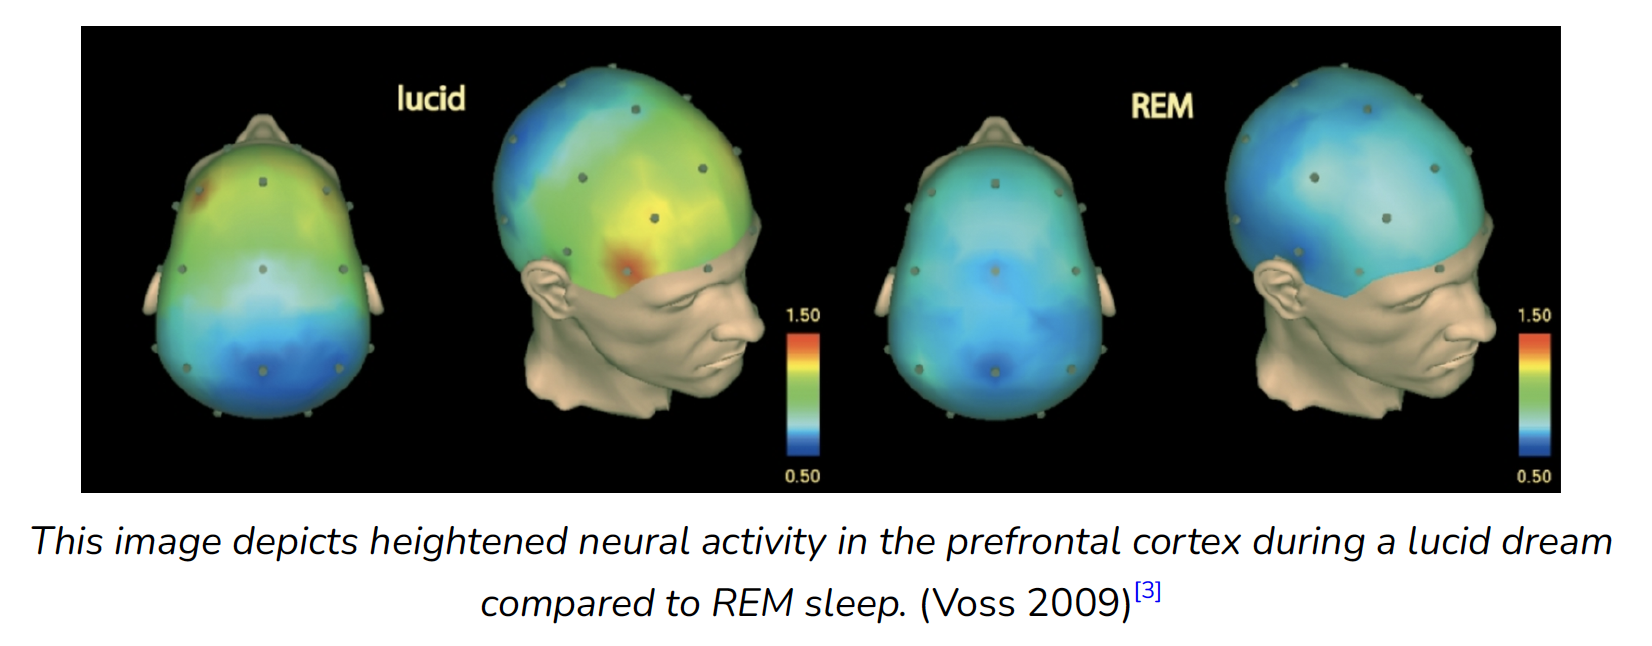 lucid
REM
1.50
0.50
1.50
0.50
This image depicts heightened neural activity in the prefrontal cortex during a lucid dream
compared to REM sleep. (Voss 2009)[3]